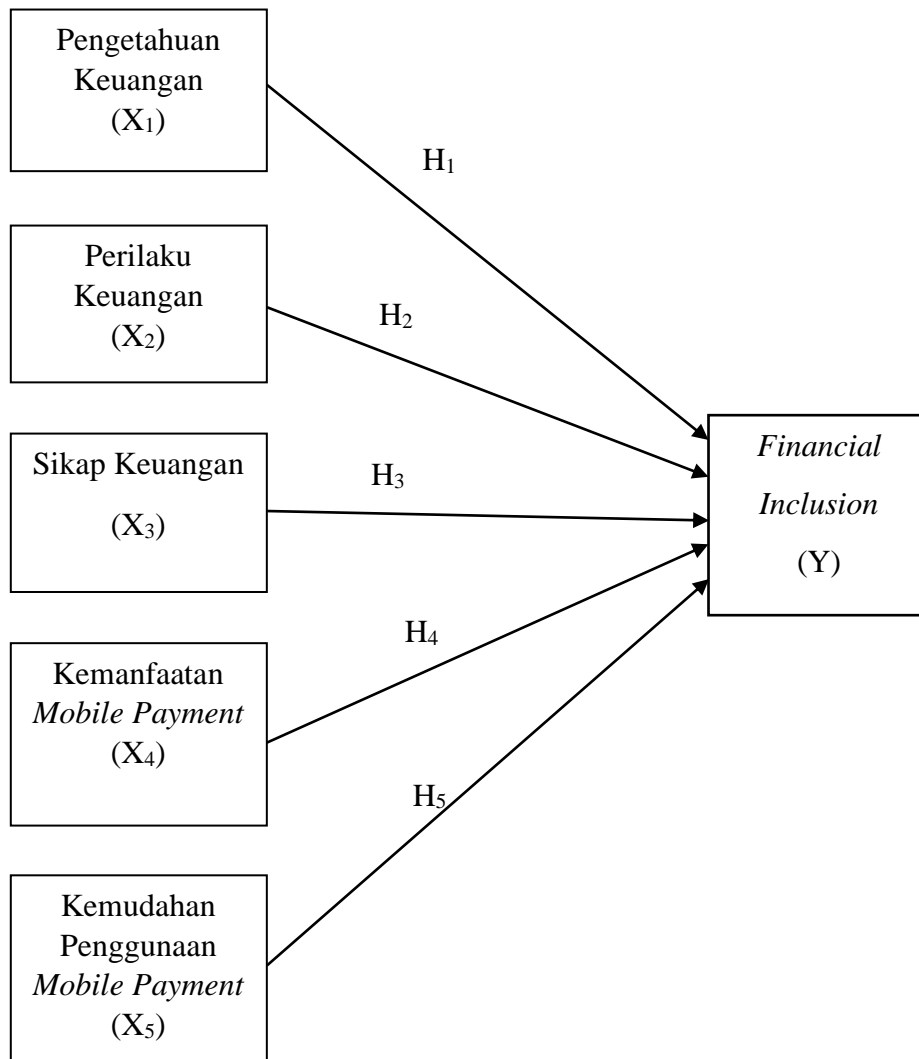 Pengetahuan
Keuangan
(X₁)
H₁
Perilaku
Keuangan
(X₂)
H₂
Sikap Keuangan
(X₃)
H₃
Financial
Inclusion
(Y)
Kemanfaatan
Mobile Payment
(X₄)
H₄
Kemudahan
Penggunaan
Mobile Payment
(X₅)
H₅